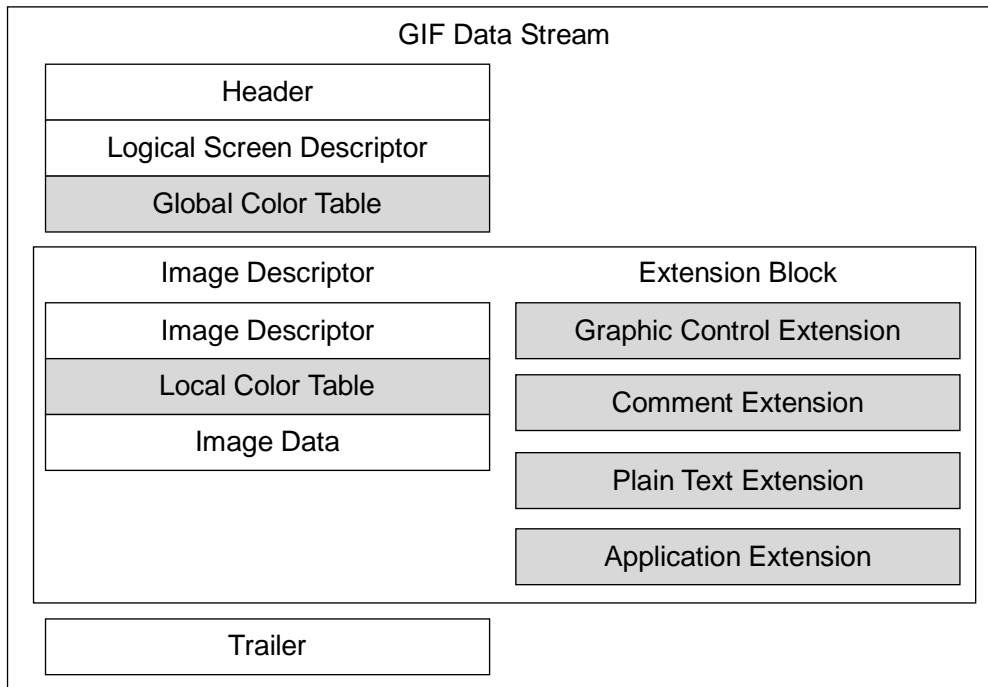 GIF Data Stream
Header
Logical Screen Descriptor
Global Color Table
Image Descriptor
Image Descriptor
Local Color Table
Image Data
Extension Block
Graphic Control Extension
Comment Extension
Plain Text Extension
Application Extension
Trailer